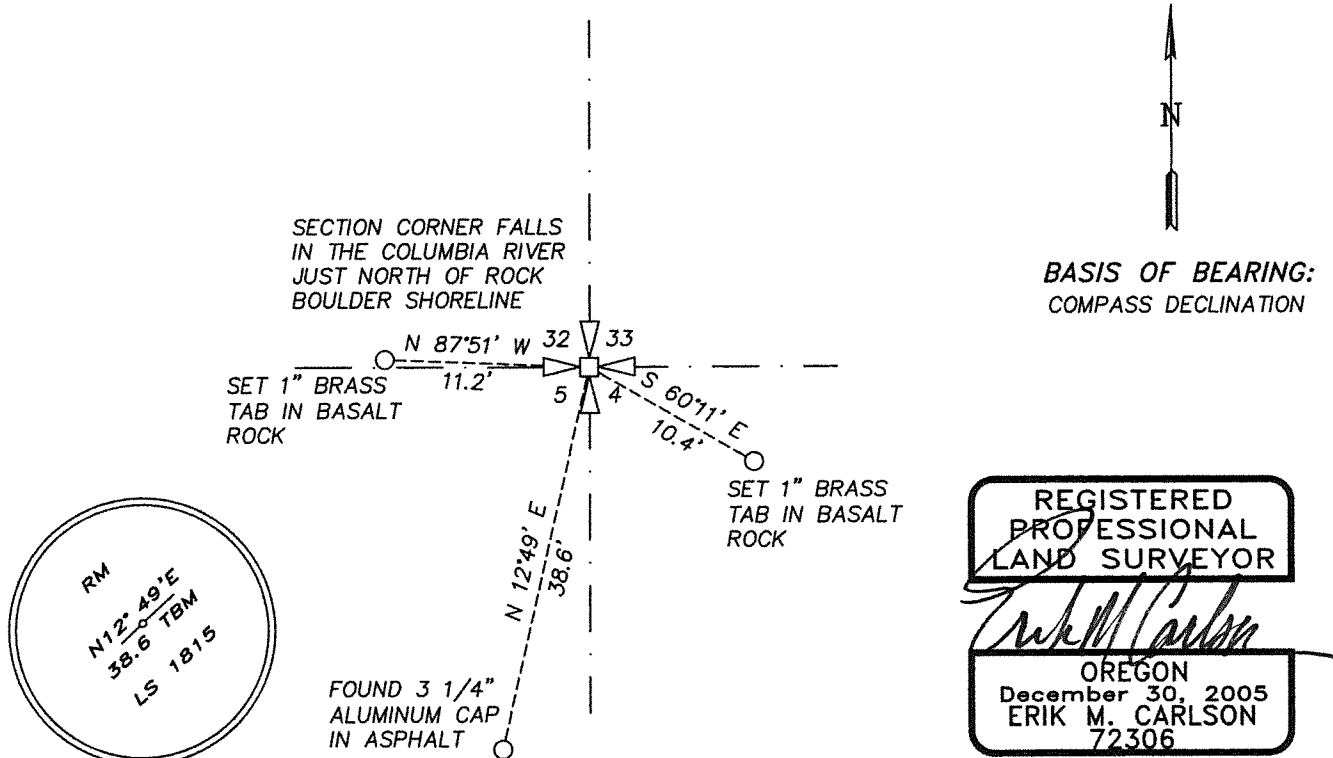 N
BASIS OF BEARING:
COMPASS DECLINATION
SECTION CORNER FALLS
IN THE COLUMBIA RIVER
JUST NORTH OF ROCK
BOULDER SHORELINE
N 87°51' W
11.2'
32
33
5
4
SET 1" BRASS
TAB IN BASALT
ROCK
S 60°11' E
10.4'
SET 1" BRASS
TAB IN BASALT
ROCK
N 12°49' E
38.6'
FOUND 3 1/4"
ALUMINUM CAP
IN ASPHALT
RM
N12° 49'E
38.6 TBM
LS 1815
REGISTERED
PROFESSIONAL
LAND SURVEYOR
Erik M Carlson
OREGON
December 30, 2005
ERIK M. CARLSON
72306